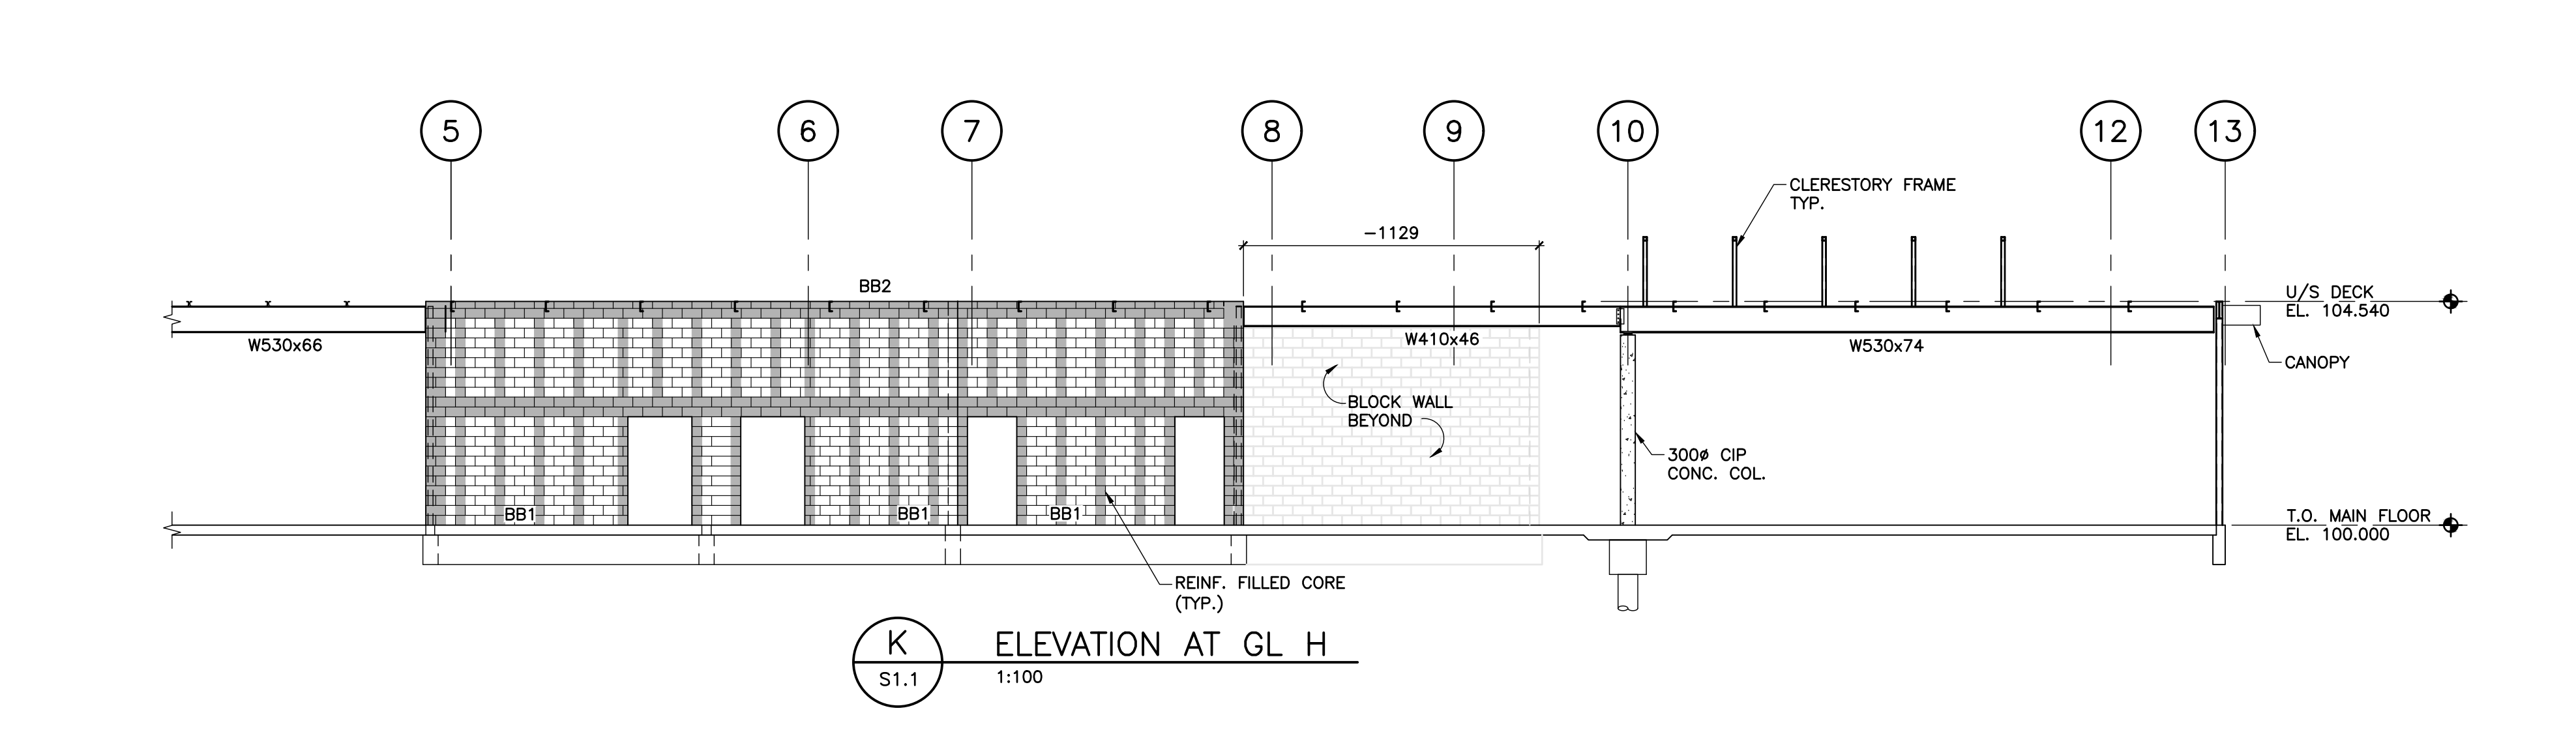 5
6
7
8
9
10
12
13
CLERESTORY FRAME
TYP.
-1129
BB2
U/S DECK
EL. 104.540
W530x66
W410x46
W530x74
CANOPY
BLOCK WALL
BEYOND
300ø CIP
CONC. COL.
BB1
BB1
BB1
T.O. MAIN FLOOR
EL. 100.000
REINF. FILLED CORE
(TYP.)
K
ELEVATION AT GL H
S1.1
1:100